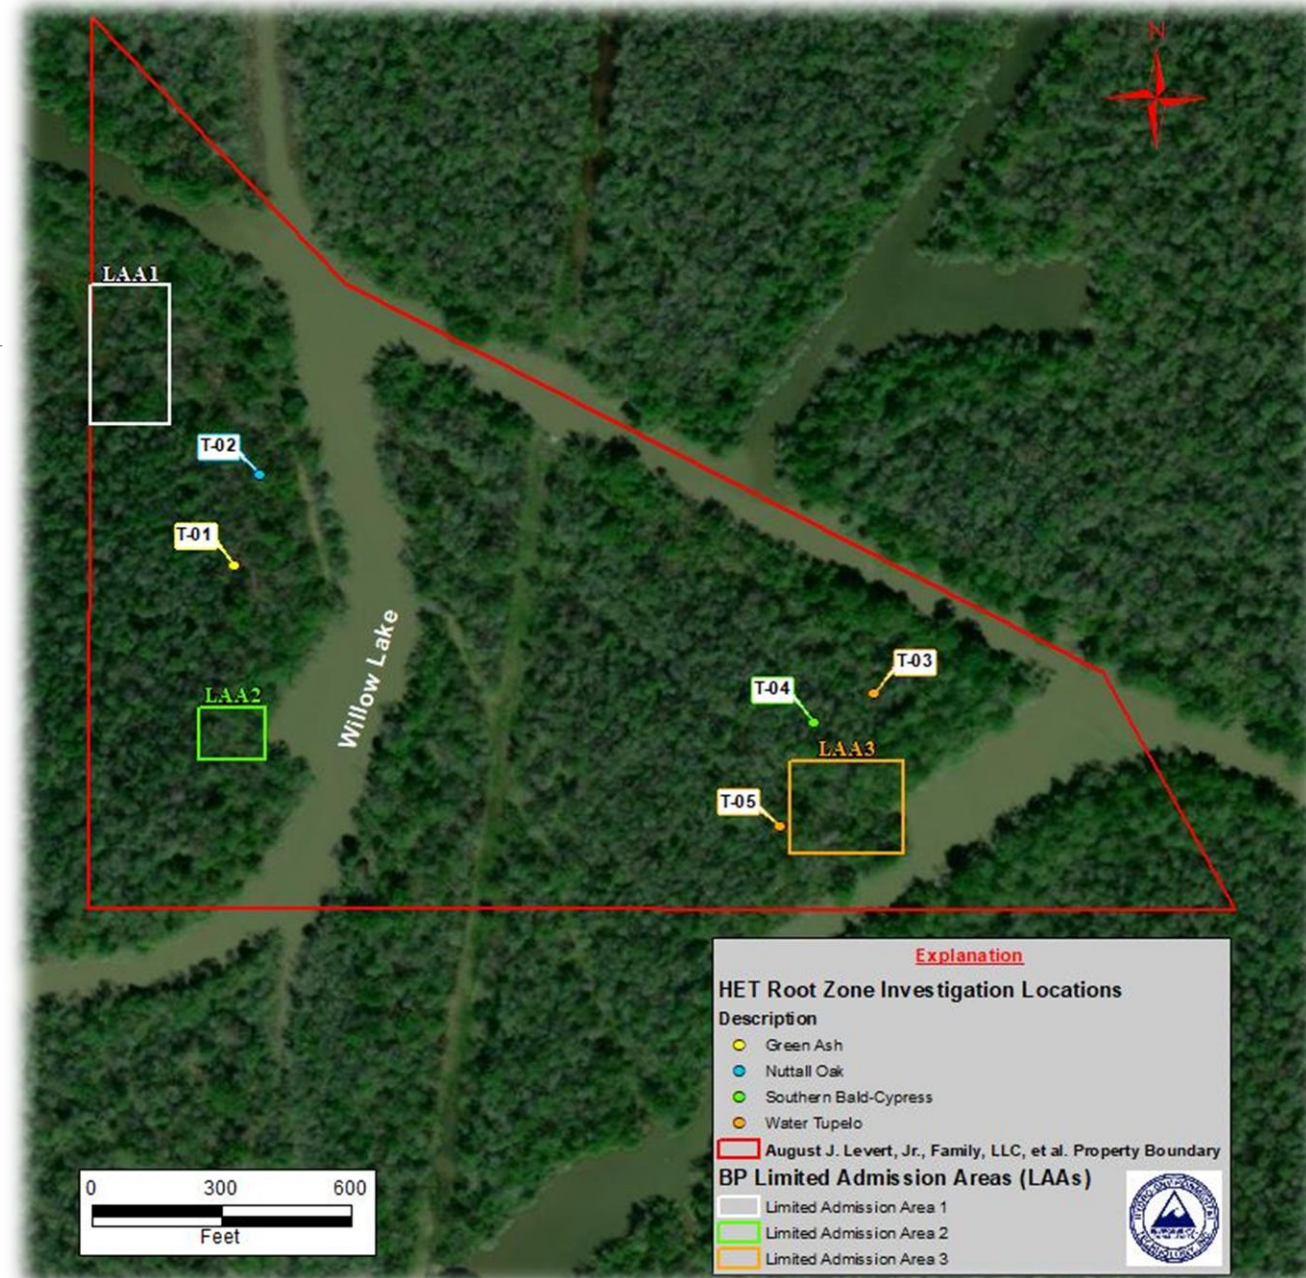 N
LAA1
T-02
T-01
Willow Lake
LAA2
T-03
T-04
LAA3
T-05
Explanation
HET Root Zone Investigation Locations
Description
Green Ash
Nuttall Oak
Southern Bald-Cypress
Water Tupelo
August J. Levert, Jr., Family, LLC, et al. Property Boundary
BP Limited Admission Areas (LAAs)
Limited Admission Area 1
Limited Admission Area 2
Limited Admission Area 3
0 300 600
Feet